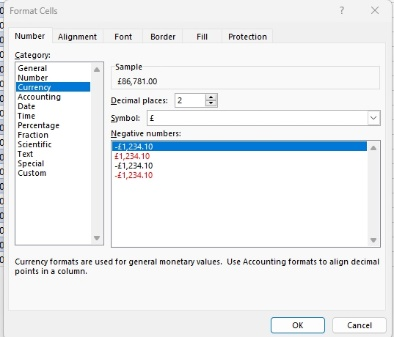 Format Cells
Number Alignment Font Border Fill Protection
Category:
General
Number
Currency
Accounting
Date
Time
Percentage
Fraction
Scientific
Text
Special
Custom
Sample
£86,781.00
Decimal places: 2
Symbol: £
Negative numbers:
-£1,234.10
£1,234.10
-£1,234.10
-£1,234.10
Currency formats are used for general monetary values. Use Accounting formats to align decimal
points in a column.
OK Cancel